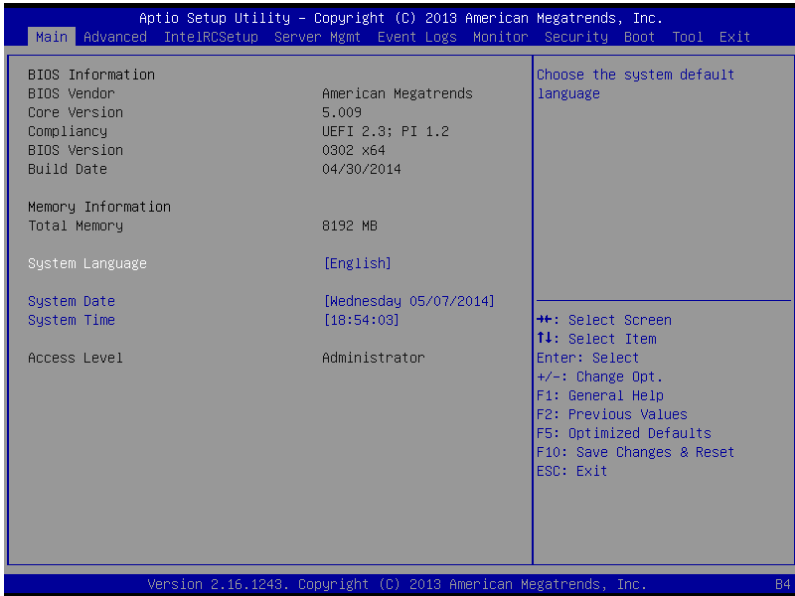 Aptio Setup Utility – Copyright (C) 2013 American Megatrends, Inc.
Main Advanced IntelRCSetup Server Mgmt Event Logs Monitor Security Boot Tool Exit
BIOS Information
BIOS Vendor American Megatrends
Core Version 5.009
Compliancy UEFI 2.3; PI 1.2
BIOS Version 0302 x64
Build Date 04/30/2014
Memory Information
Total Memory 8192 MB
System Language [English]
System Date [Wednesday 05/07/2014]
System Time [18:54:03]
Access Level Administrator
Choose the system default
language
→←: Select Screen
↑↓: Select Item
Enter: Select
+/-: Change Opt.
F1: General Help
F2: Previous Values
F5: Optimized Defaults
F10: Save Changes & Reset
ESC: Exit
Version 2.16.1243. Copyright (C) 2013 American Megatrends, Inc.
B4